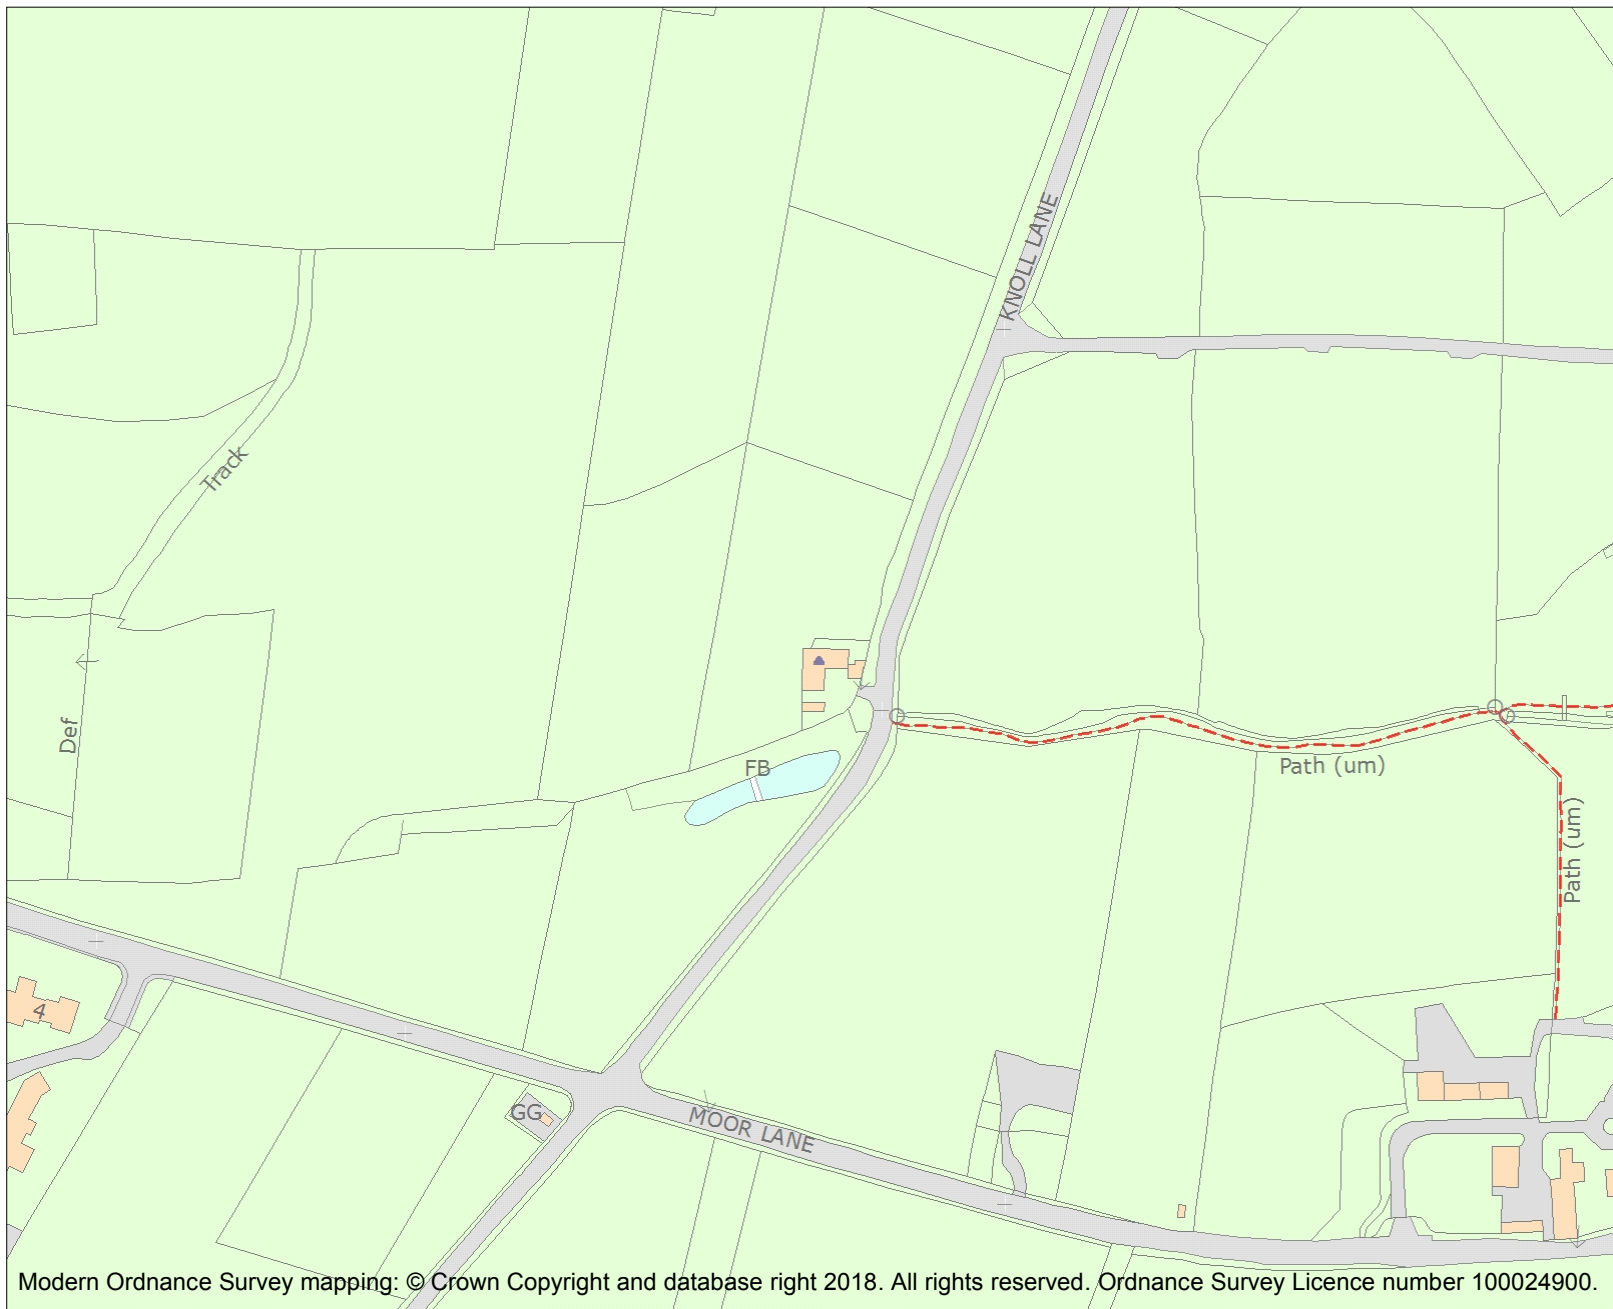 KNOLL LANE
Track
Def
FB
Path (um)
Path (um)
4
GG
MOOR LANE
Modern Ordnance Survey mapping: © Crown Copyright and database right 2018. All rights reserved. Ordnance Survey Licence number 100024900.